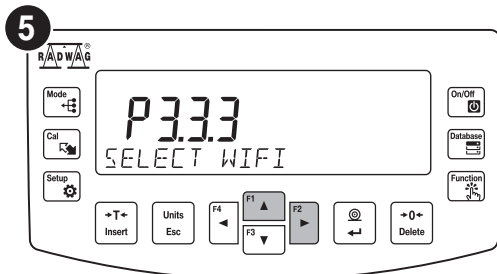 5
RADWAG®
Mode
Cal
Setup
P3.3.3
SELECT WIFI
On/Off
Database
Function
→T←
Insert
Units
Esc
F4
F1
F3
F2
→0←
Delete